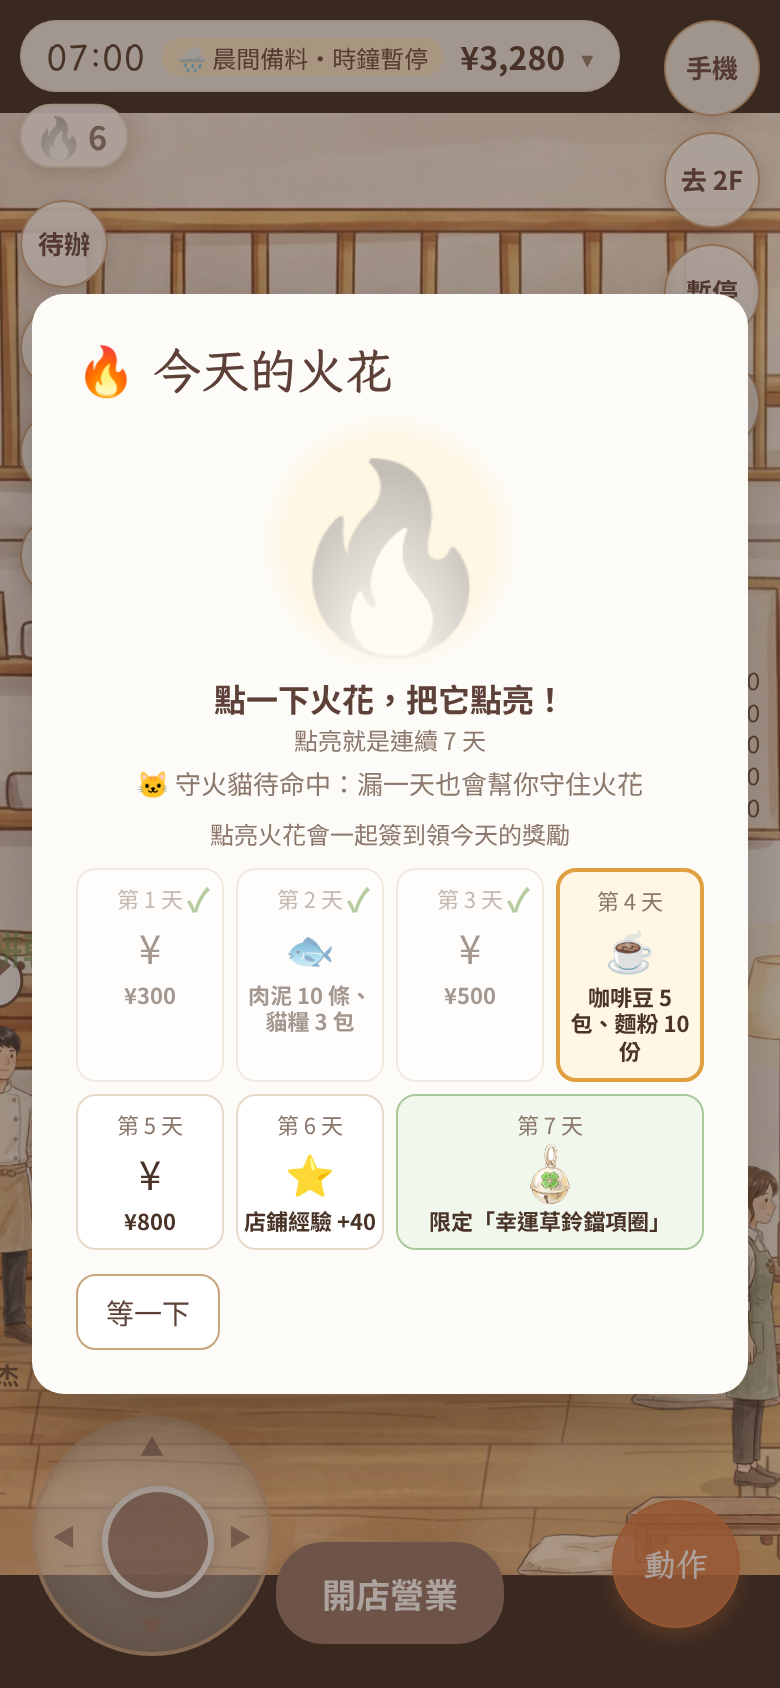 07:00 晨間備料・時鐘暫停 ¥3,280 ▾
手機
6
去 2F
待辦
暫停
今天的火花
點一下火花，把它點亮！
點亮就是連續 7 天
守火貓待命中：漏一天也會幫你守住火花
點亮火花會一起簽到領今天的獎勵
第 1 天 ✓
¥
¥300
第 2 天 ✓
肉泥 10 條、
貓糧 3 包
第 3 天 ✓
¥
¥500
第 4 天
咖啡豆 5
包、麵粉 10
份
第 5 天
¥
¥800
第 6 天
店鋪經驗 +40
第 7 天
限定「幸運草鈴鐺項圈」
等一下
杰
開店營業
動作